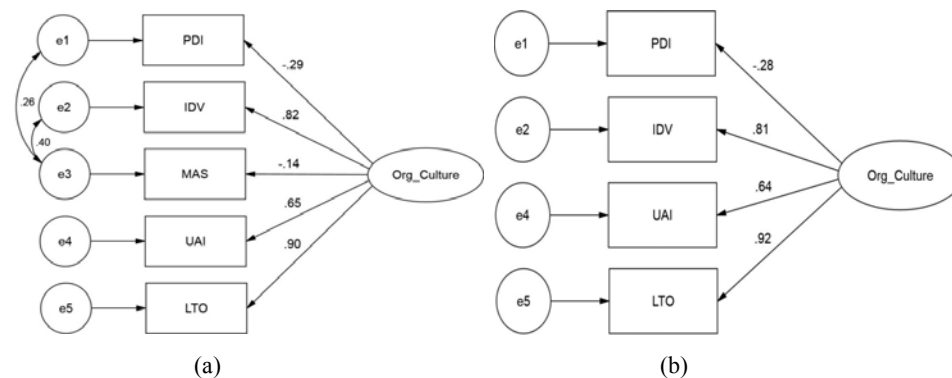 e1
PDI
-.29
.26
e2
IDV
.82
.40
e3
MAS
-.14
Org_Culture
.65
e4
UAI
.90
e5
LTO
(a)
e1
PDI
-.28
e2
IDV
.81
Org_Culture
.64
e4
UAI
.92
e5
LTO
(b)